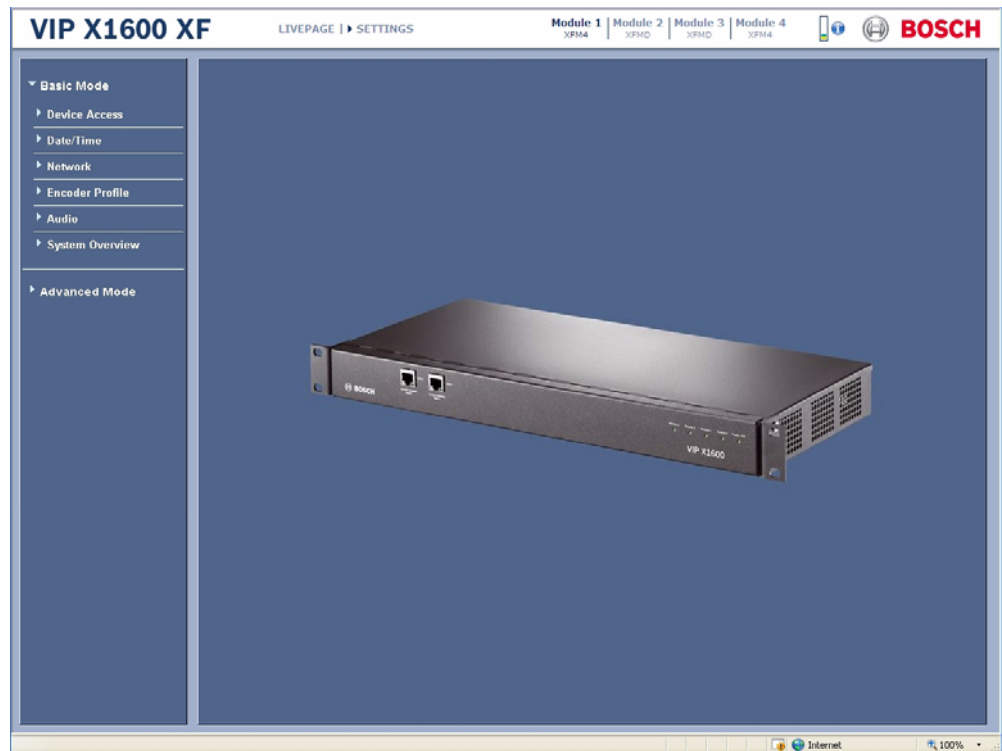 VIP X1600 XF
LIVEPAGE | SETTINGS
Module 1 | Module 2 | Module 3 | Module 4
XFM4 XFMD XFMD XFM4
BOSCH
Basic Mode
Device Access
Date/Time
Network
Encoder Profile
Audio
System Overview
Advanced Mode
BOSCH
VIP X1600
Internet
100%